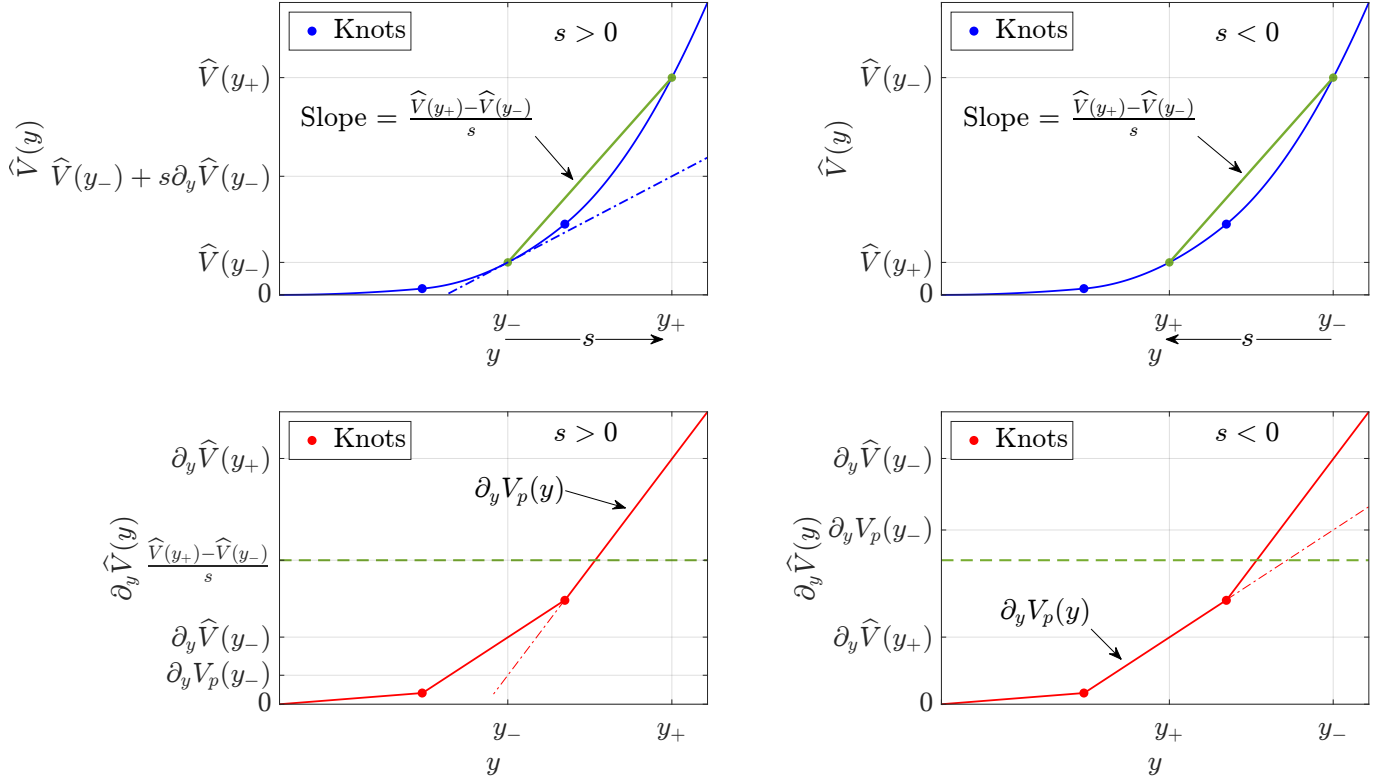 Knots
s > 0
V̂(y₊)
Slope = (V̂(y₊)−V̂(y₋))/s
V̂(y)
V̂(y₋) + s∂_yV̂(y₋)
V̂(y₋)
0
y₋
y₊
s
y
Knots
s < 0
V̂(y₋)
Slope = (V̂(y₊)−V̂(y₋))/s
V̂(y)
V̂(y₊)
0
y₊
y₋
s
y
Knots
s > 0
∂_yV̂(y₊)
∂_yV_p(y)
∂_yV̂(y)
(V̂(y₊)−V̂(y₋))/s
∂_yV̂(y₋)
∂_yV_p(y₋)
0
y₋
y₊
y
Knots
s < 0
∂_yV̂(y₋)
∂_yV_p(y₋)
∂_yV̂(y)
∂_yV_p(y)
∂_yV̂(y₊)
0
y₊
y₋
y